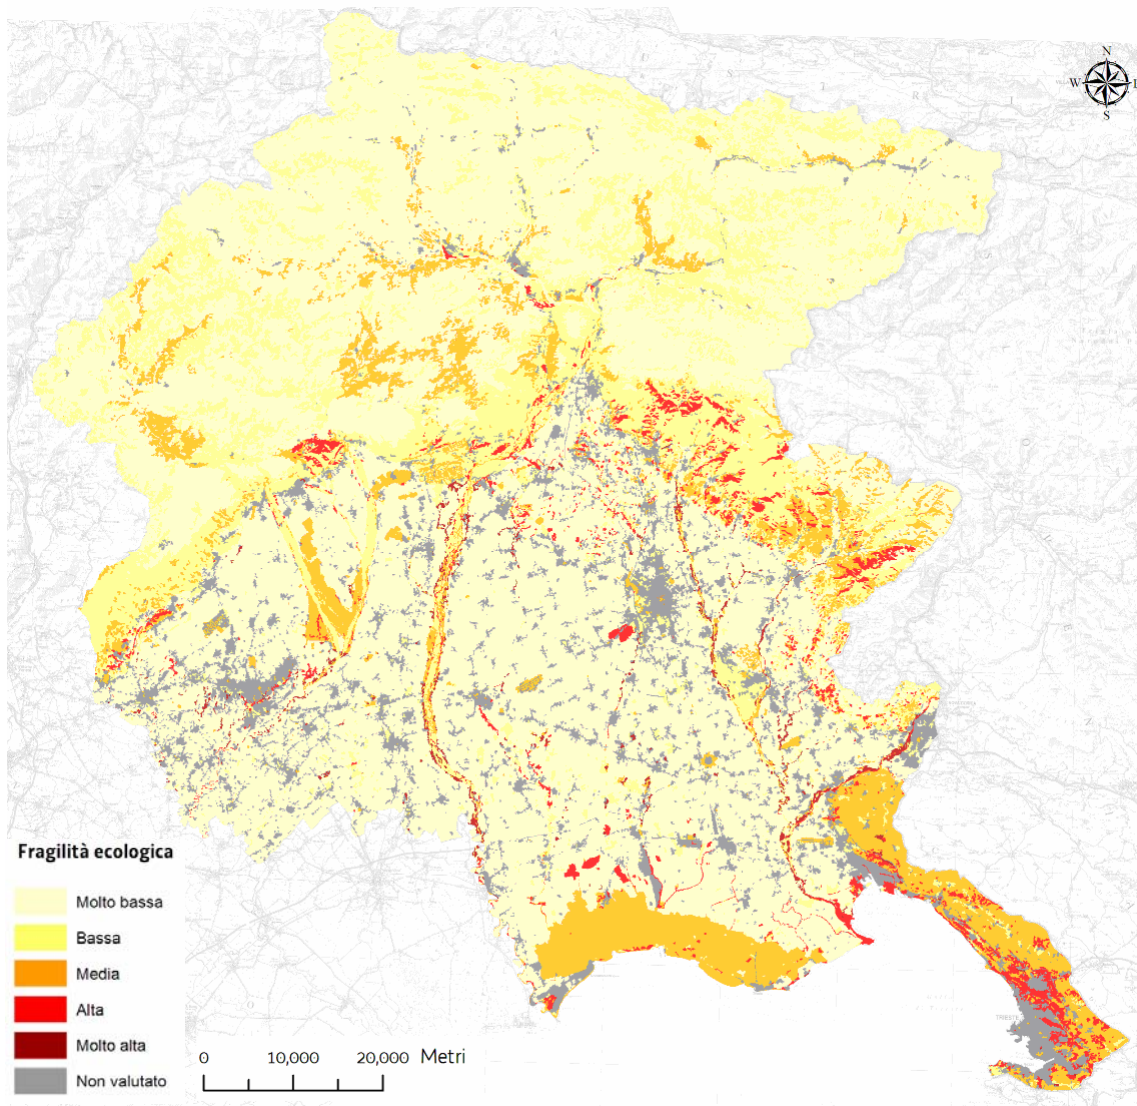 N
W
L
S
TRIESTE
Fragilità ecologica
Molto bassa
Bassa
Media
Alta
Molto alta
Non valutato
0 10,000 20,000 Metri